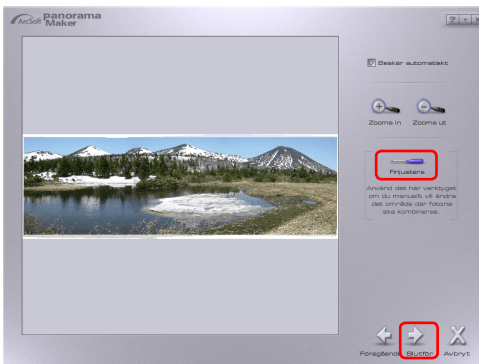 ArcSoft Panorama Maker
? - x
Beskär automatiskt
Zooma in Zooma ut
Finjustera
Använd det här verktyget
om du manuellt vill ändra
det område där fotona
ska kombineras.
Föregående Slutför Avbryt